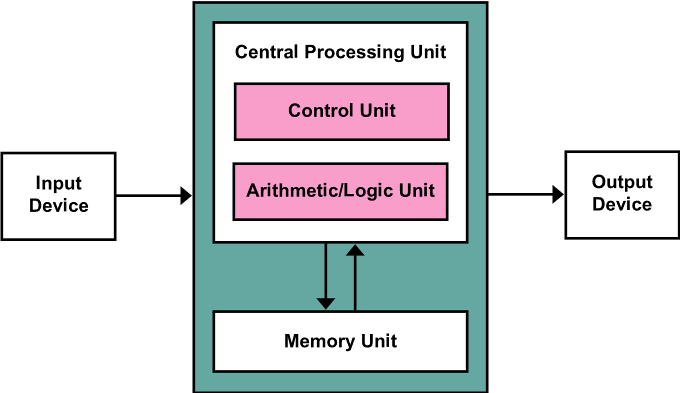 Central Processing Unit
Control Unit
Arithmetic/Logic Unit
Input
Device
Output
Device
Memory Unit